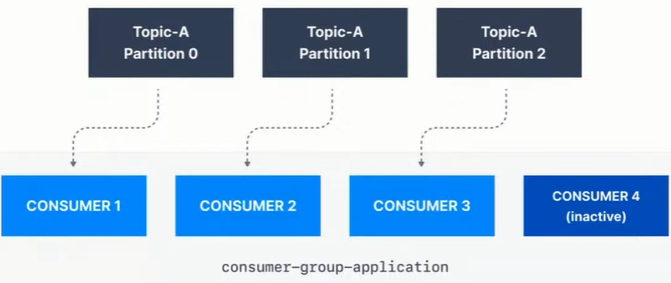 Topic-A
Partition 0
Topic-A
Partition 1
Topic-A
Partition 2
CONSUMER 1
CONSUMER 2
CONSUMER 3
CONSUMER 4
(inactive)
consumer-group-application